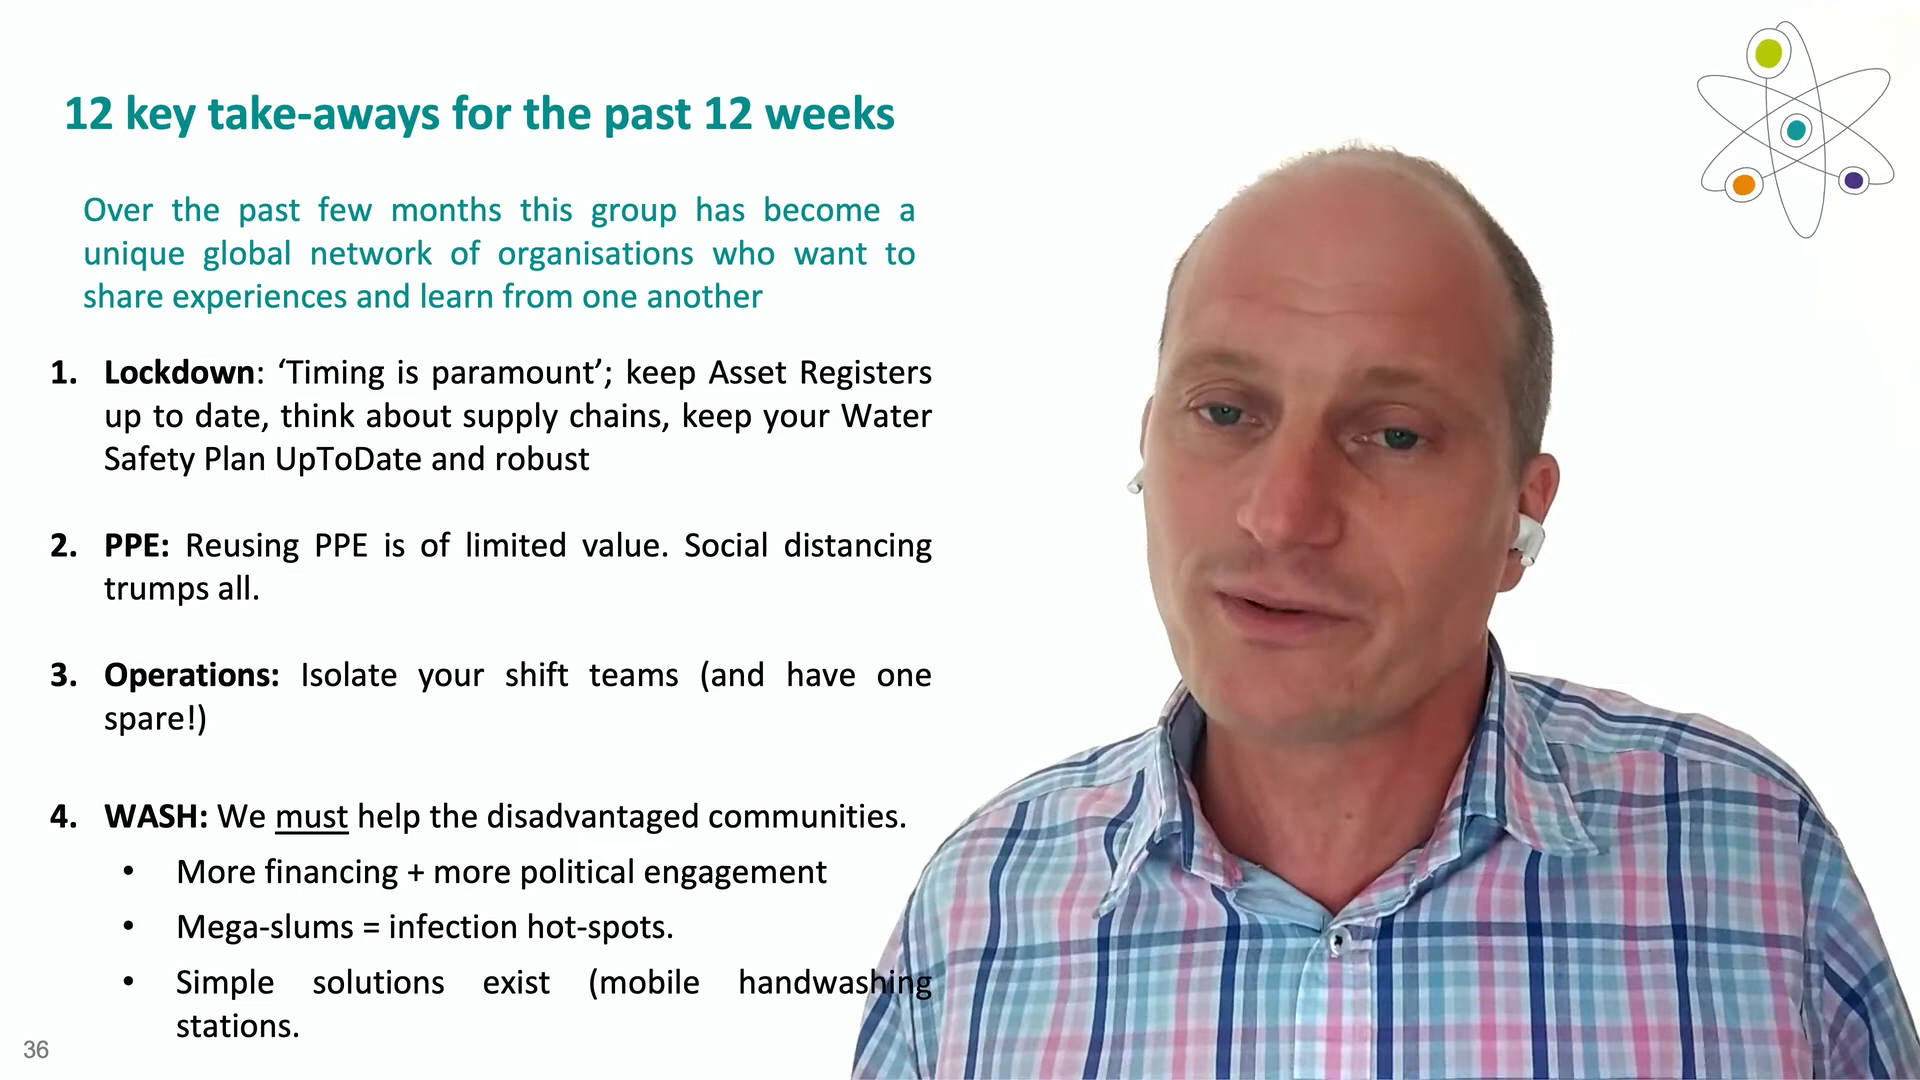 12 key take-aways for the past 12 weeks
Over the past few months this group has become a
unique global network of organisations who want to
share experiences and learn from one another
1. Lockdown: ‘Timing is paramount’; keep Asset Registers
up to date, think about supply chains, keep your Water
Safety Plan UpToDate and robust
2. PPE: Reusing PPE is of limited value. Social distancing
trumps all.
3. Operations: Isolate your shift teams (and have one
spare!)
4. WASH: We must help the disadvantaged communities.
• More financing + more political engagement
• Mega-slums = infection hot-spots.
• Simple solutions exist (mobile handwashing
stations.
36